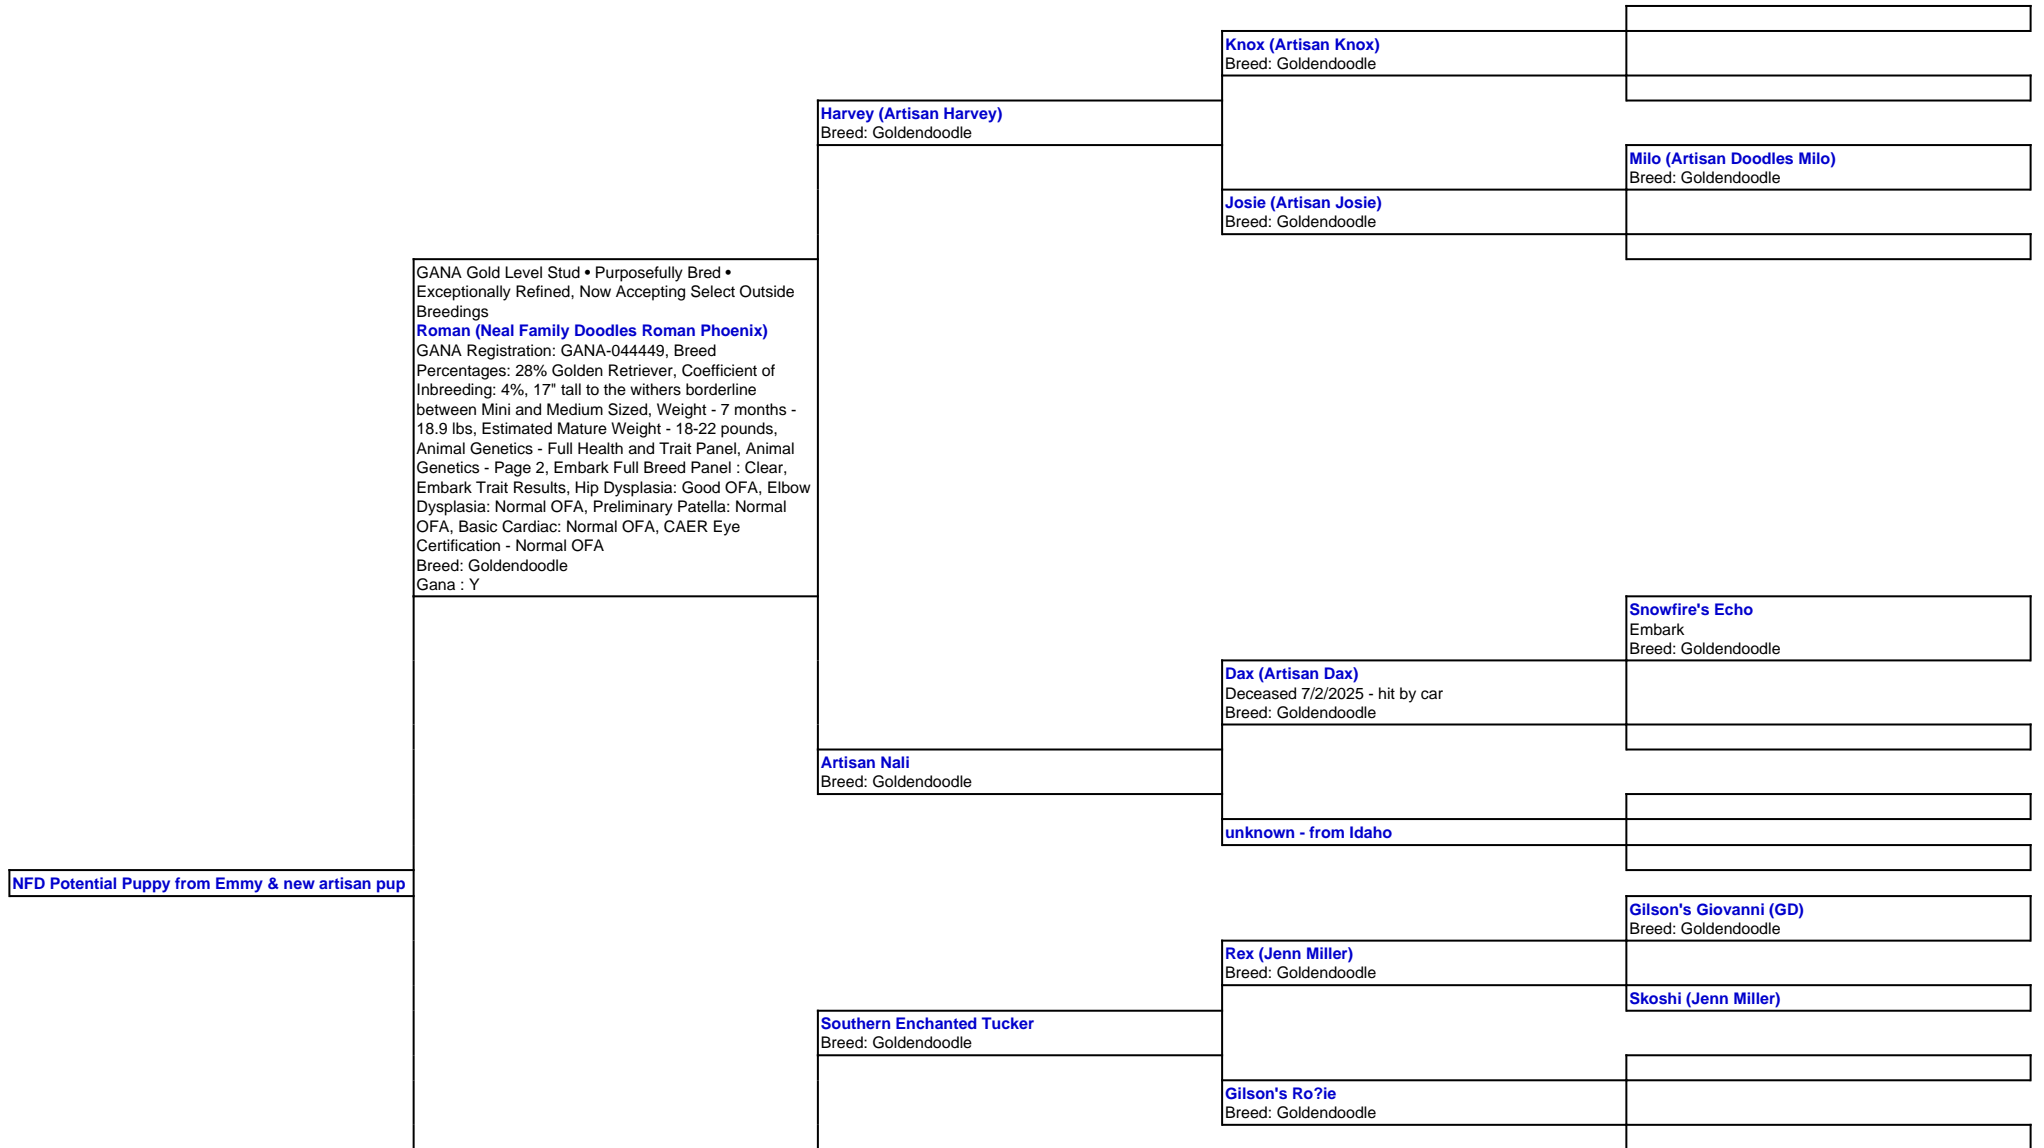 Knox (Artisan Knox)
Breed: Goldendoodle
Harvey (Artisan Harvey)
Breed: Goldendoodle
Milo (Artisan Doodles Milo)
Breed: Goldendoodle
Josie (Artisan Josie)
Breed: Goldendoodle
GANA Gold Level Stud • Purposefully Bred •
Exceptionally Refined, Now Accepting Select Outside
Breedings
Roman (Neal Family Doodles Roman Phoenix)
GANA Registration: GANA-044449, Breed
Percentages: 28% Golden Retriever, Coefficient of
Inbreeding: 4%, 17" tall to the withers borderline
between Mini and Medium Sized, Weight - 7 months -
18.9 lbs, Estimated Mature Weight - 18-22 pounds,
Animal Genetics - Full Health and Trait Panel, Animal
Genetics - Page 2, Embark Full Breed Panel : Clear,
Embark Trait Results, Hip Dysplasia: Good OFA, Elbow
Dysplasia: Normal OFA, Preliminary Patella: Normal
OFA, Basic Cardiac: Normal OFA, CAER Eye
Certification - Normal OFA
Breed: Goldendoodle
Gana : Y
Snowfire's Echo
Embark
Breed: Goldendoodle
Dax (Artisan Dax)
Deceased 7/2/2025 - hit by car
Breed: Goldendoodle
Artisan Nali
Breed: Goldendoodle
unknown - from Idaho
NFD Potential Puppy from Emmy & new artisan pup
Gilson's Giovanni (GD)
Breed: Goldendoodle
Rex (Jenn Miller)
Breed: Goldendoodle
Skoshi (Jenn Miller)
Southern Enchanted Tucker
Breed: Goldendoodle
Gilson's Ro?ie
Breed: Goldendoodle